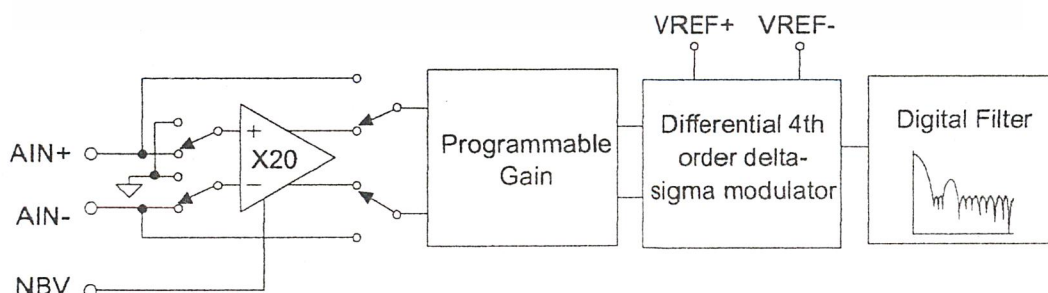 VREF+ VREF-
AIN+
AIN-
NBV
+
X20
−
Programmable
Gain
Differential 4th
order delta-
sigma modulator
Digital Filter